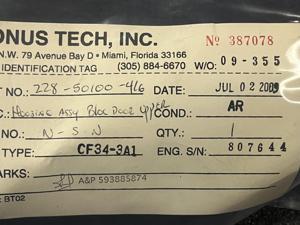 ONUS TECH, INC. Nº 387078
N.W. 79 Avenue Bay D • Miami, Florida 33166
IDENTIFICATION TAG (305) 884-6670 W/O: 09-355
NO.: 228-50100-416 DATE: JUL 02 2009
C.: Housing Assy Bloc Door Upper COND: AR
NO.: N-S-N QTY.: 1
TYPE: CF34-3A1 ENG. S/N: 807644
MARKS:
A&P 593885874
: BT02